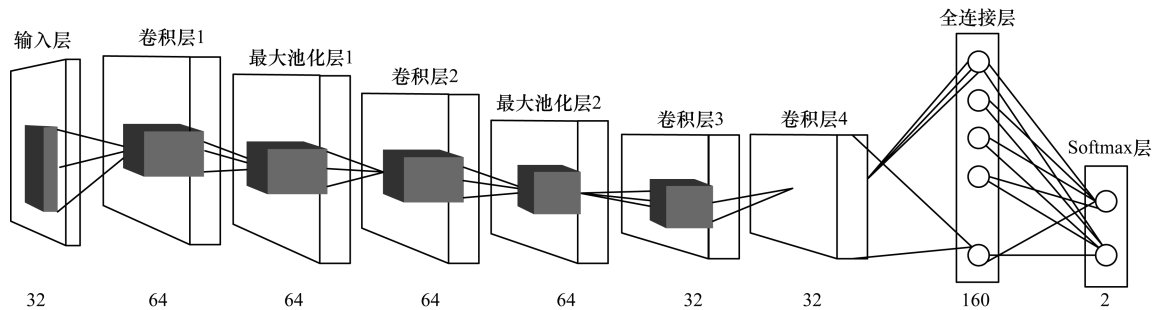 输入层
卷积层1
最大池化层1
卷积层2
最大池化层2
卷积层3
卷积层4
全连接层
Softmax层
32
64
64
64
64
32
32
160
2